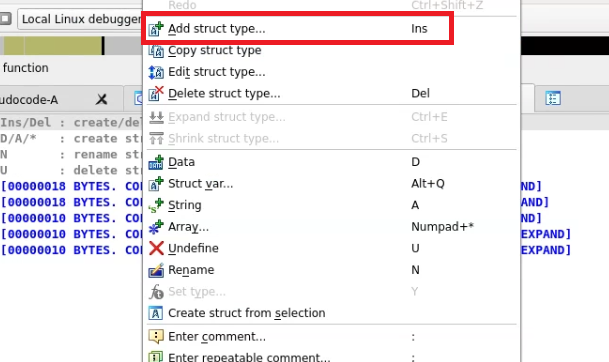 Redo Ctrl+Shift+Z
Local Linux debugger
Add struct type... Ins
function
Copy struct type
udocode-A
Edit struct type...
Delete struct type... Del
Ins/Del : create/de
Expand struct type... Ctrl+E
D/A/* : create st
Shrink struct type... Ctrl+S
N : rename st
Data D
U : delete st
Struct var... Alt+Q
[00000018 BYTES. CO ND]
[00000018 BYTES. CO AND]
String A
[00000010 BYTES. CO ND]
Array... Numpad+*
[00000010 BYTES. CO EXPAND]
Undefine U
[00000010 BYTES. CO EXPAND]
Rename N
Set type... Y
Create struct from selection
Enter comment... :
Enter repeatable comment... ;